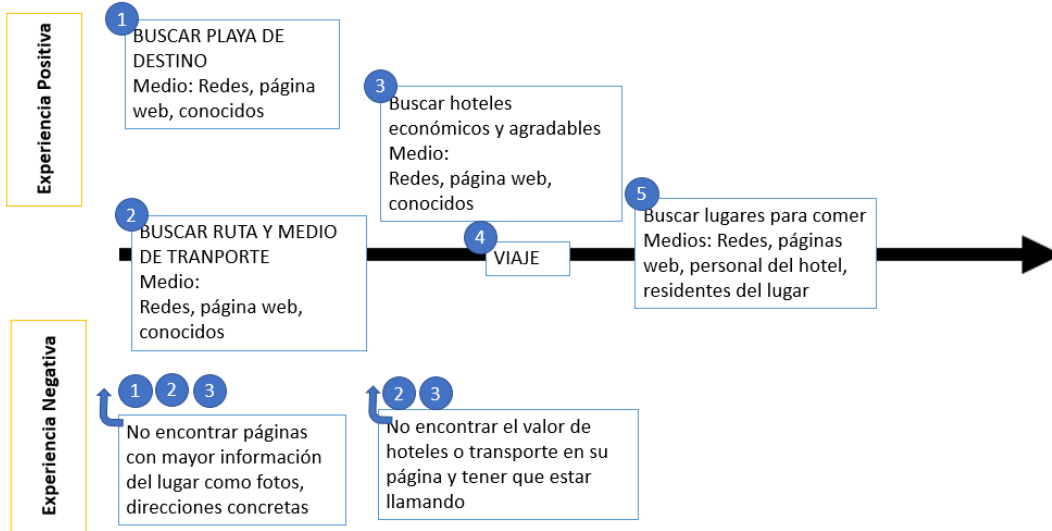 Experiencia Positiva
1
BUSCAR PLAYA DE
DESTINO
Medio: Redes, página
web, conocidos
3
Buscar hoteles
económicos y agradables
Medio:
Redes, página web,
conocidos
2
BUSCAR RUTA Y MEDIO
DE TRANPORTE
Medio:
Redes, página web,
conocidos
4
VIAJE
5
Buscar lugares para comer
Medios: Redes, páginas
web, personal del hotel,
residentes del lugar
Experiencia Negativa
1 2 3
No encontrar páginas
con mayor información
del lugar como fotos,
direcciones concretas
2 3
No encontrar el valor de
hoteles o transporte en su
página y tener que estar
llamando